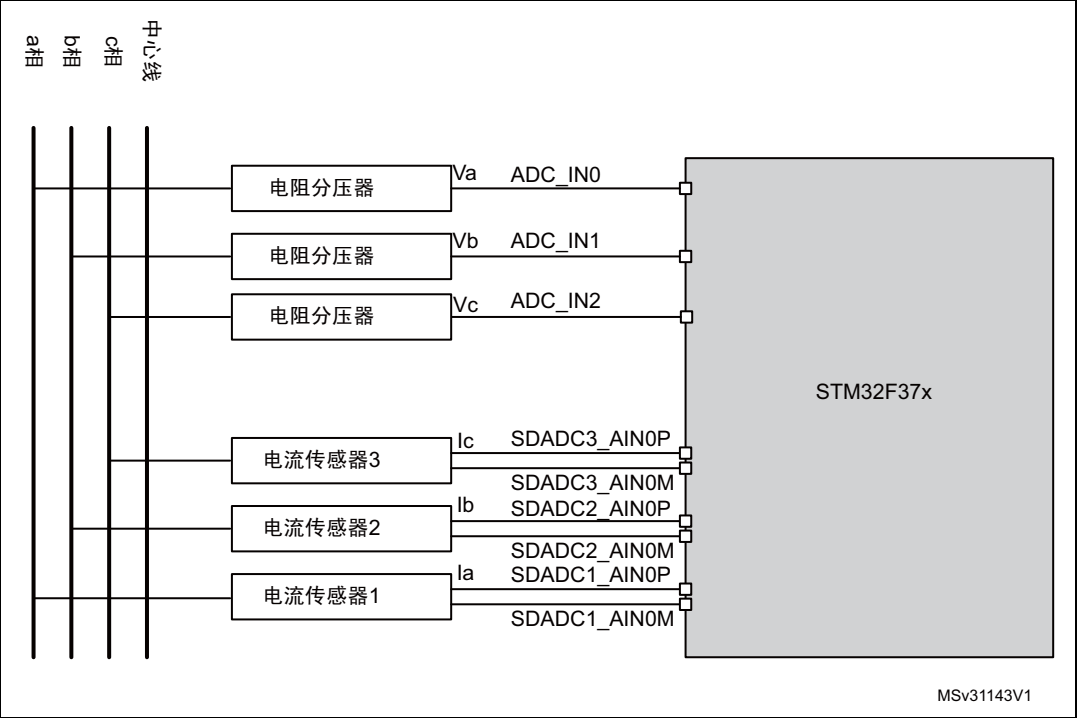 a相
b相
c相
中心线
电阻分压器
Va
ADC_IN0
电阻分压器
Vb
ADC_IN1
电阻分压器
Vc
ADC_IN2
STM32F37x
电流传感器3
Ic
SDADC3_AIN0P
SDADC3_AIN0M
电流传感器2
Ib
SDADC2_AIN0P
SDADC2_AIN0M
电流传感器1
Ia
SDADC1_AIN0P
SDADC1_AIN0M
MSv31143V1